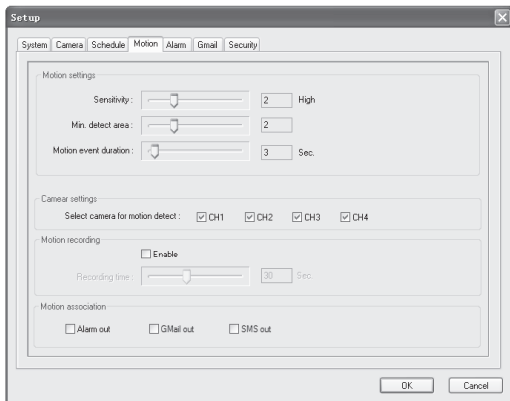 Setup
System Camera Schedule Motion Alarm Gmail Security
Motion settings
Sensitivity : 2 High
Min. detect area : 2
Motion event duration : 3 Sec.
Camear settings
Select camera for motion detect : CH1 CH2 CH3 CH4
Motion recording
Enable
Recording time : 30 Sec
Motion association
Alarm out GMail out SMS out
OK Cancel